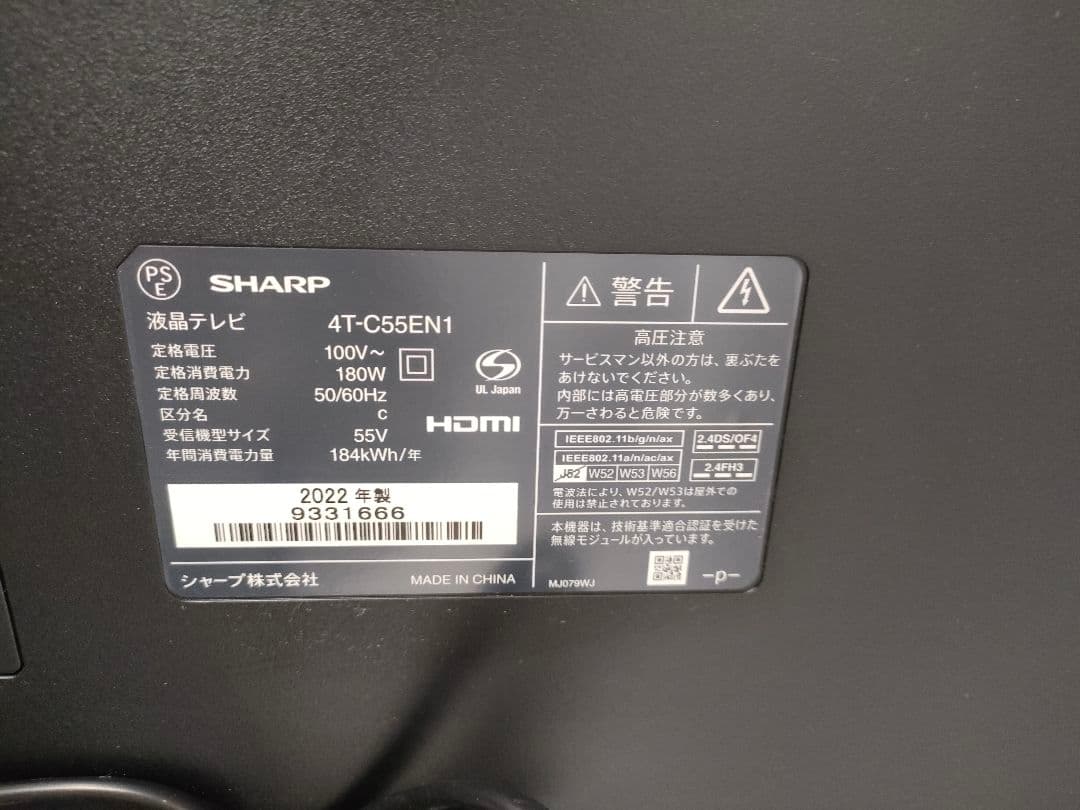 PS
E
SHARP
液晶テレビ 4T-C55EN1
定格電圧 100V～
定格消費電力 180W
定格周波数 50/60Hz
区分名 C
受信機型サイズ 55V
年間消費電力量 184kWh/年
S
UL Japan
HDMI
2022 年製
9331666
シャープ株式会社 MADE IN CHINA
警告
高圧注意
サービスマン以外の方は、裏ぶたを
あけないでください。
内部には高電圧部分が数多くあり、
万一さわると危険です。
IEEE802.11b/g/n/ax
IEEE802.11a/n/ac/ax
J52 W52 W53 W56
2.4DS/OF4
2.4FH3
電波法により、W52/W53は屋外での
使用は禁止されております。
本機器は、技術基準適合認証を受けた
無線モジュールが入っています。
MJ079WJ
-p-